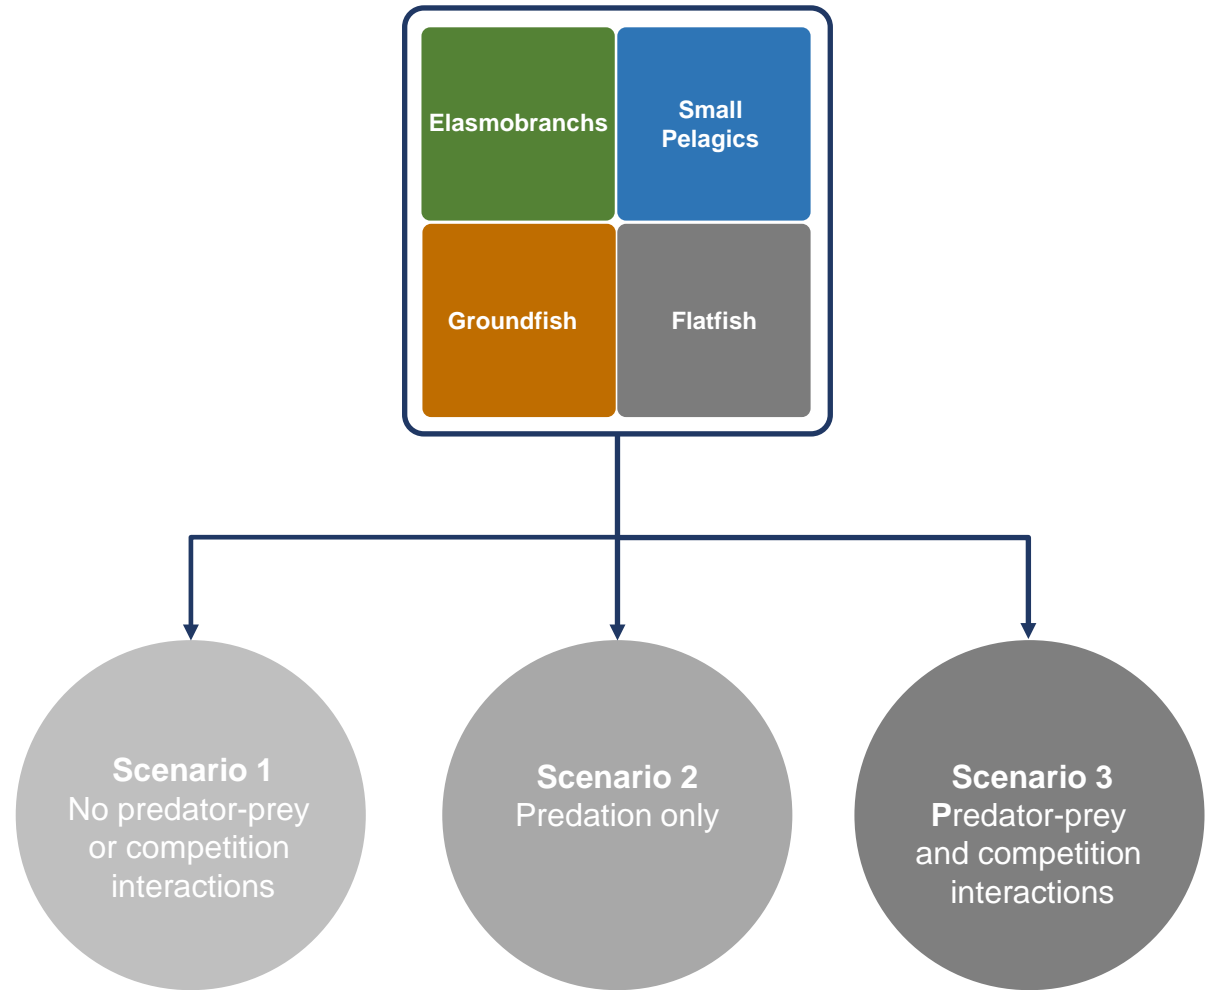 Elasmobranchs
Small
Pelagics
Groundfish
Flatfish
Scenario 1
No predator-prey
or competition
interactions
Scenario 2
Predation only
Scenario 3
Predator-prey
and competition
interactions